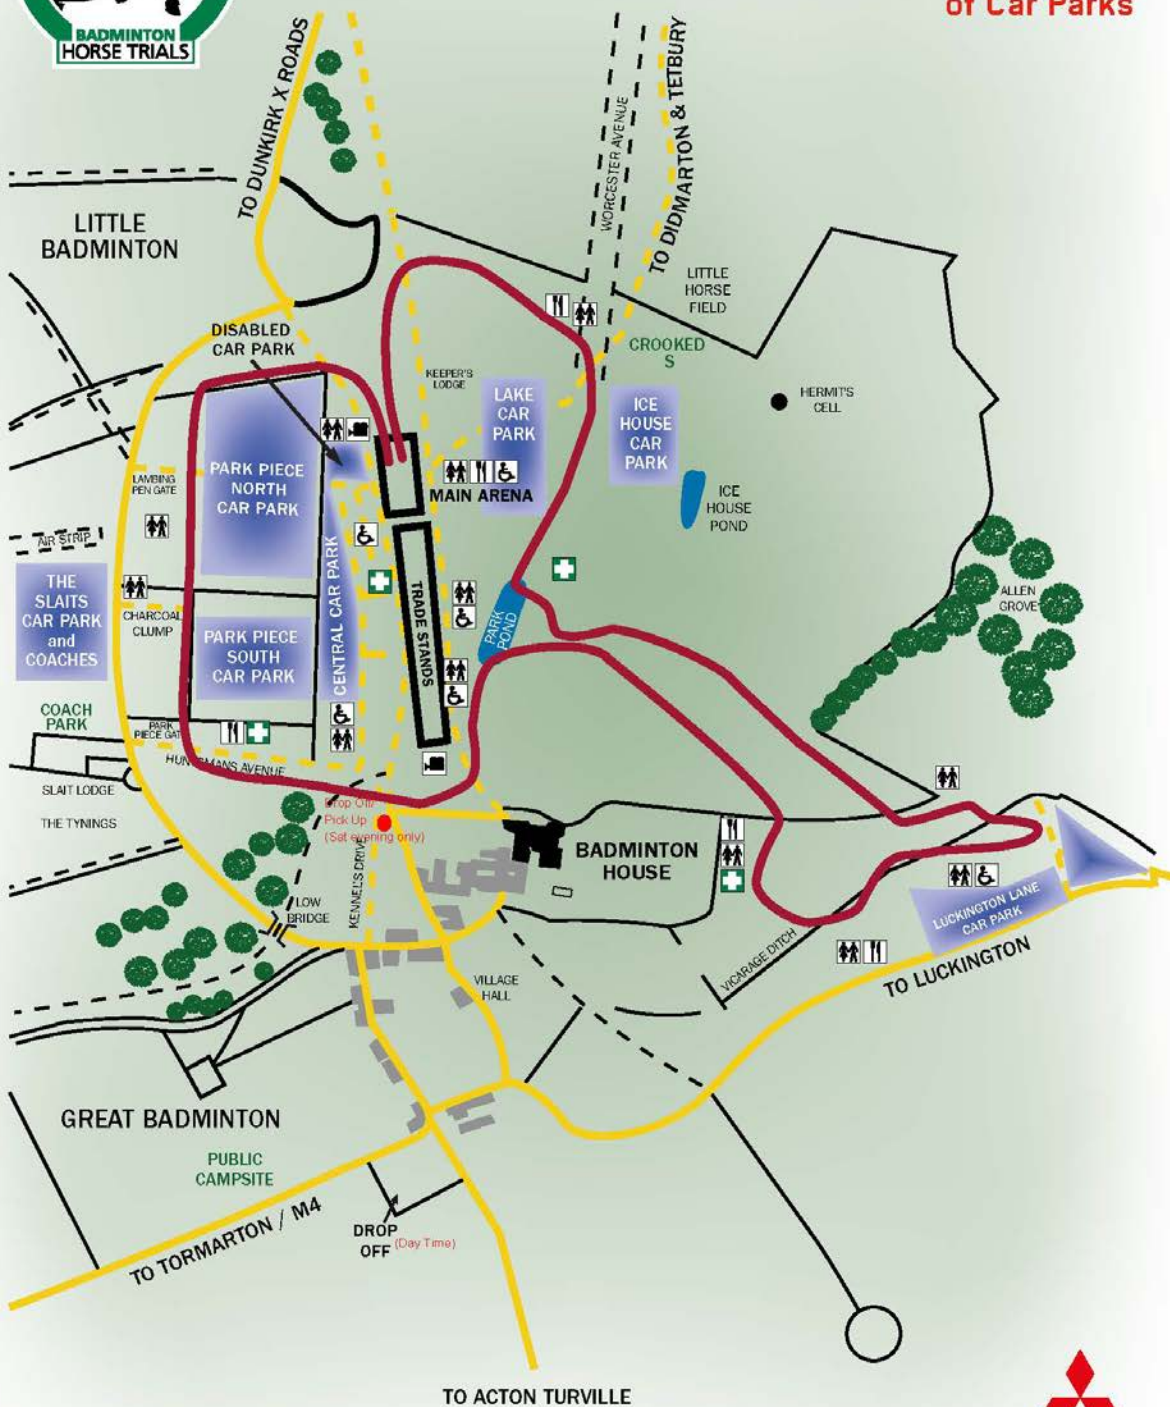 of Car Parks
BADMINTON
HORSE TRIALS
TO DUNKIRK X ROADS
WORCESTER AVENUE
TO DIDMARTON & TETBURY
LITTLE
BADMINTON
LITTLE
HORSE
FIELD
DISABLED
CAR PARK
CROOKED
S
KEEPER'S
LODGE
LAKE
CAR
PARK
ICE
HOUSE
CAR
PARK
HERMIT'S
CELL
PARK PIECE
NORTH
CAR PARK
LAMBING
PEN GATE
MAIN ARENA
ICE
HOUSE
POND
AIR STRIP
THE
SLAITS
CAR PARK
and
COACHES
CENTRAL CAR PARK
TRADE STANDS
PARK
POND
ALLEN
GROVE
CHARCOAL
CLUMP
PARK PIECE
SOUTH
CAR PARK
COACH
PARK
PARK
PIECE GATE
HUNTSMANS AVENUE
SLAIT LODGE
THE TYNINGS
Drop Off/
Pick Up
(Sat evening only)
KENNEL'S DRIVE
BADMINTON
HOUSE
LOW
BRIDGE
LUCKINGTON LANE
CAR PARK
VICARAGE DITCH
TO LUCKINGTON
VILLAGE
HALL
GREAT BADMINTON
PUBLIC
CAMPSITE
TO TORMARTON / M4
DROP
OFF (Day Time)
TO ACTON TURVILLE